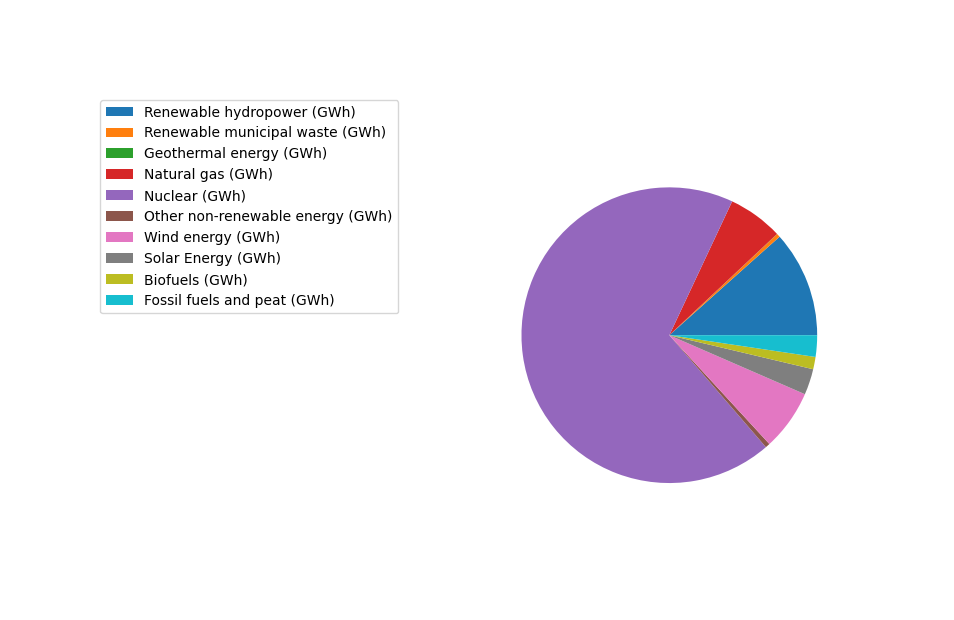 Renewable hydropower (GWh)
Renewable municipal waste (GWh)
Geothermal energy (GWh)
Natural gas (GWh)
Nuclear (GWh)
Other non-renewable energy (GWh)
Wind energy (GWh)
Solar Energy (GWh)
Biofuels (GWh)
Fossil fuels and peat (GWh)